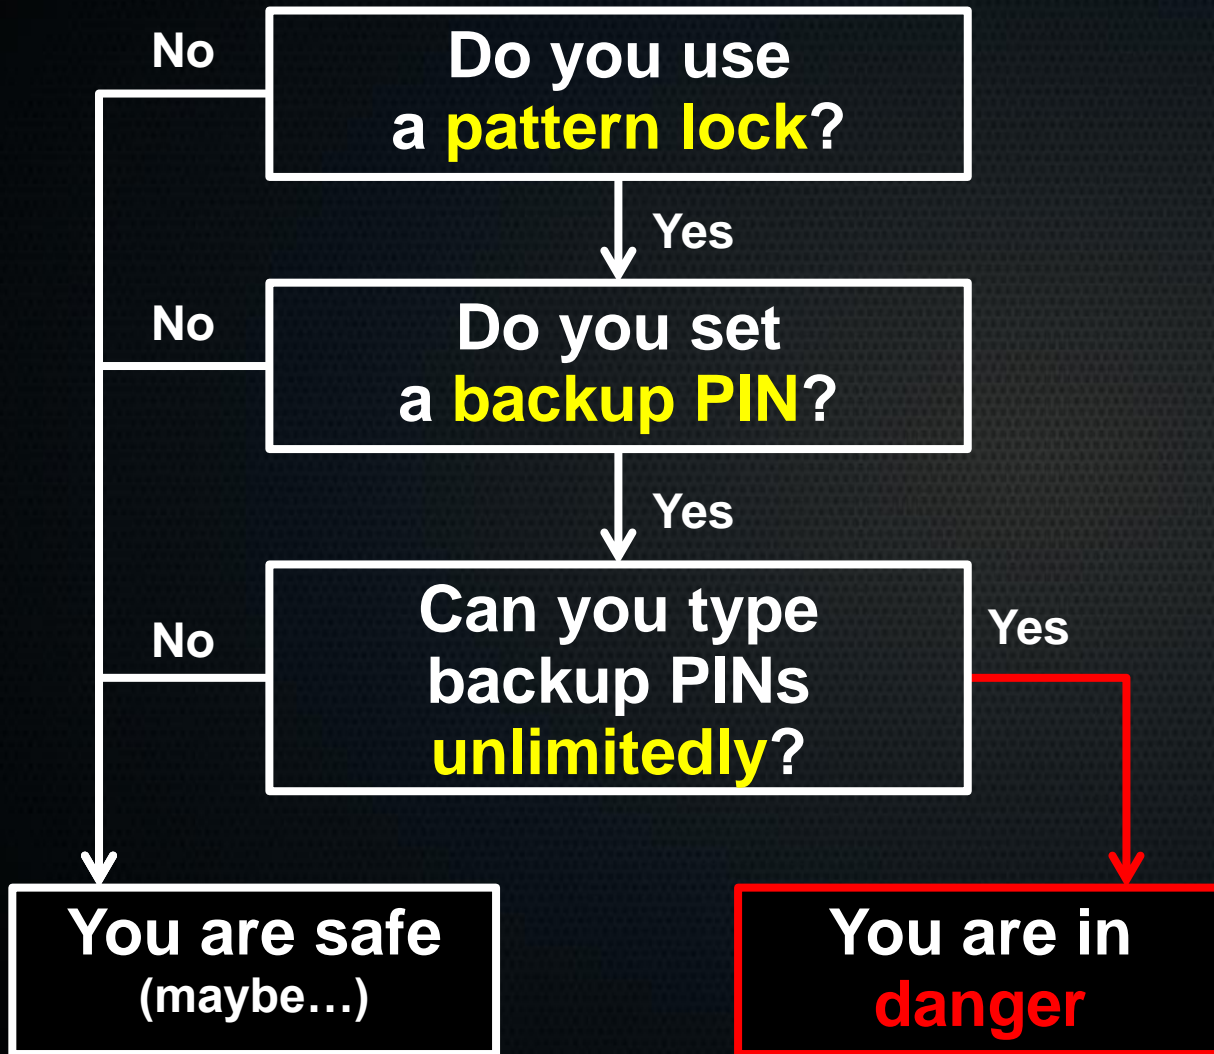 No
Do you use
a pattern lock?
Yes
No
Do you set
a backup PIN?
Yes
No
Can you type
backup PINs
unlimitedly?
Yes
You are safe
(maybe...)
You are in
danger